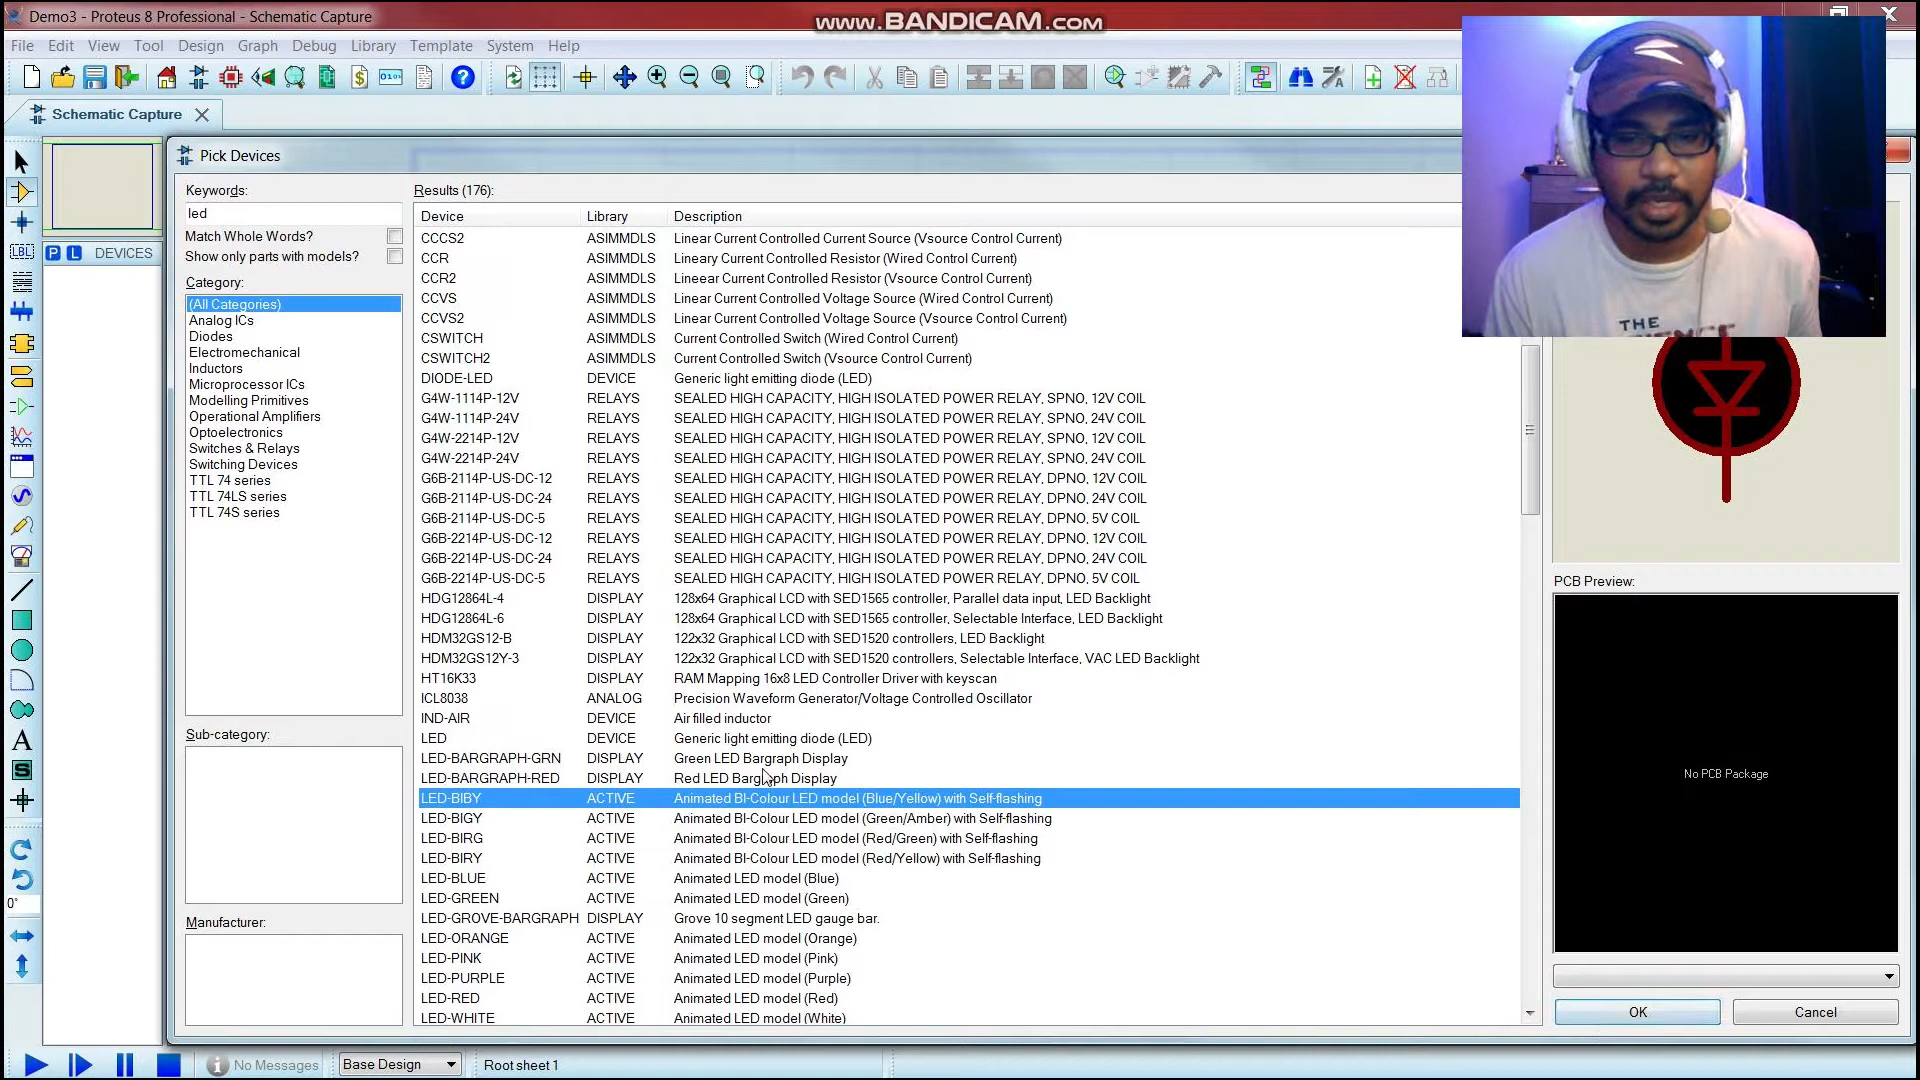 Demo3 - Proteus 8 Professional - Schematic Capture
www.BANDICAM.com
File Edit View Tool Design Graph Debug Library Template System Help
Schematic Capture
Pick Devices
Keywords:
led
Match Whole Words?
Show only parts with models?
Category:
(All Categories)
Analog ICs
Diodes
Electromechanical
Inductors
Microprocessor ICs
Modelling Primitives
Operational Amplifiers
Optoelectronics
Switches & Relays
Switching Devices
TTL 74 series
TTL 74LS series
TTL 74S series
Sub-category:
Manufacturer:
P L DEVICES
LBL
A
S
0°
Results (176):
Device Library Description
CCCS2 ASIMMDLS Linear Current Controlled Current Source (Vsource Control Current)
CCR ASIMMDLS Lineary Current Controlled Resistor (Wired Control Current)
CCR2 ASIMMDLS Lineear Current Controlled Resistor (Vsource Control Current)
CCVS ASIMMDLS Linear Current Controlled Voltage Source (Wired Control Current)
CCVS2 ASIMMDLS Linear Current Controlled Voltage Source (Vsource Control Current)
CSWITCH ASIMMDLS Current Controlled Switch (Wired Control Current)
CSWITCH2 ASIMMDLS Current Controlled Switch (Vsource Control Current)
DIODE-LED DEVICE Generic light emitting diode (LED)
G4W-1114P-12V RELAYS SEALED HIGH CAPACITY, HIGH ISOLATED POWER RELAY, SPNO, 12V COIL
G4W-1114P-24V RELAYS SEALED HIGH CAPACITY, HIGH ISOLATED POWER RELAY, SPNO, 24V COIL
G4W-2214P-12V RELAYS SEALED HIGH CAPACITY, HIGH ISOLATED POWER RELAY, SPNO, 12V COIL
G4W-2214P-24V RELAYS SEALED HIGH CAPACITY, HIGH ISOLATED POWER RELAY, SPNO, 24V COIL
G6B-2114P-US-DC-12 RELAYS SEALED HIGH CAPACITY, HIGH ISOLATED POWER RELAY, DPNO, 12V COIL
G6B-2114P-US-DC-24 RELAYS SEALED HIGH CAPACITY, HIGH ISOLATED POWER RELAY, DPNO, 24V COIL
G6B-2114P-US-DC-5 RELAYS SEALED HIGH CAPACITY, HIGH ISOLATED POWER RELAY, DPNO, 5V COIL
G6B-2214P-US-DC-12 RELAYS SEALED HIGH CAPACITY, HIGH ISOLATED POWER RELAY, DPNO, 12V COIL
G6B-2214P-US-DC-24 RELAYS SEALED HIGH CAPACITY, HIGH ISOLATED POWER RELAY, DPNO, 24V COIL
G6B-2214P-US-DC-5 RELAYS SEALED HIGH CAPACITY, HIGH ISOLATED POWER RELAY, DPNO, 5V COIL
HDG12864L-4 DISPLAY 128x64 Graphical LCD with SED1565 controller, Parallel data input, LED Backlight
HDG12864L-6 DISPLAY 128x64 Graphical LCD with SED1565 controller, Selectable Interface, LED Backlight
HDM32GS12-B DISPLAY 122x32 Graphical LCD with SED1520 controllers, LED Backlight
HDM32GS12Y-3 DISPLAY 122x32 Graphical LCD with SED1520 controllers, Selectable Interface, VAC LED Backlight
HT16K33 DISPLAY RAM Mapping 16x8 LED Controller Driver with keyscan
ICL8038 ANALOG Precision Waveform Generator/Voltage Controlled Oscillator
IND-AIR DEVICE Air filled inductor
LED DEVICE Generic light emitting diode (LED)
LED-BARGRAPH-GRN DISPLAY Green LED Bargraph Display
LED-BARGRAPH-RED DISPLAY Red LED Bargraph Display
LED-BIBY ACTIVE Animated BI-Colour LED model (Blue/Yellow) with Self-flashing
LED-BIGY ACTIVE Animated BI-Colour LED model (Green/Amber) with Self-flashing
LED-BIRG ACTIVE Animated BI-Colour LED model (Red/Green) with Self-flashing
LED-BIRY ACTIVE Animated BI-Colour LED model (Red/Yellow) with Self-flashing
LED-BLUE ACTIVE Animated LED model (Blue)
LED-GREEN ACTIVE Animated LED model (Green)
LED-GROVE-BARGRAPH DISPLAY Grove 10 segment LED gauge bar.
LED-ORANGE ACTIVE Animated LED model (Orange)
LED-PINK ACTIVE Animated LED model (Pink)
LED-PURPLE ACTIVE Animated LED model (Purple)
LED-RED ACTIVE Animated LED model (Red)
LED-WHITE ACTIVE Animated LED model (White)
THE
PCB Preview:
No PCB Package
OK Cancel
No Messages Base Design Root sheet 1